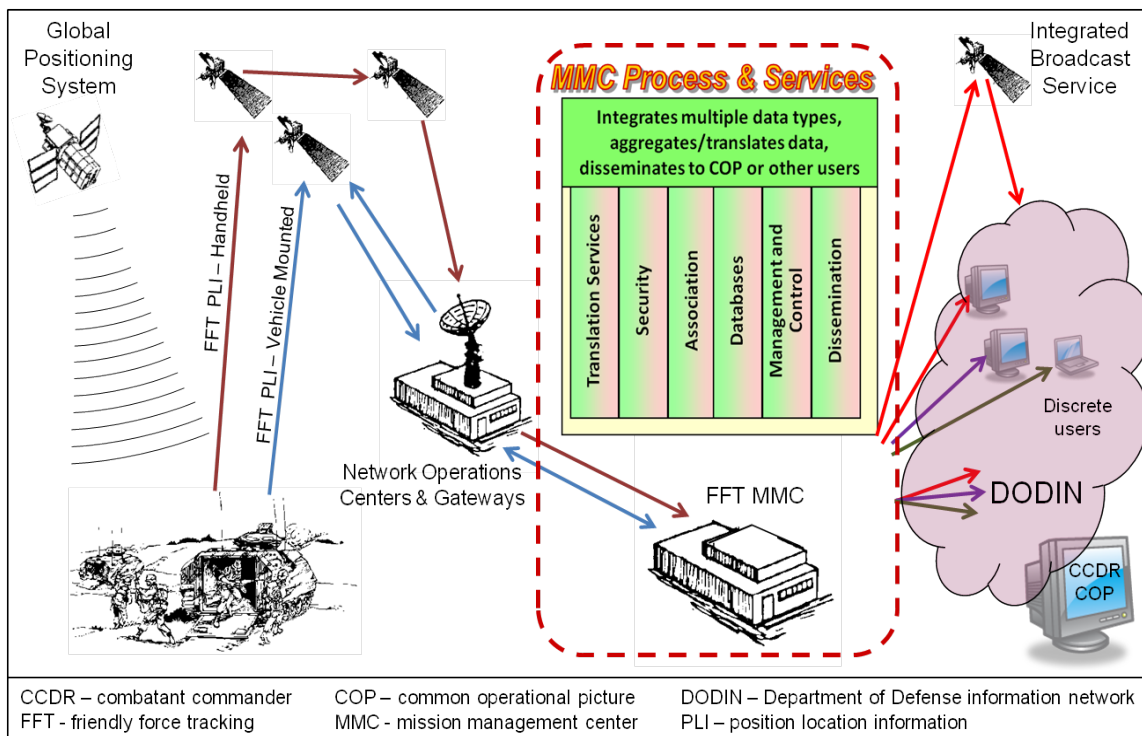 Global
Positioning
System
FFT PLI – Handheld
FFT PLI – Vehicle Mounted
Network Operations
Centers & Gateways
MMC Process & Services
Integrates multiple data types,
aggregates/translates data,
disseminates to COP or other users
Translation Services
Security
Association
Databases
Management and
Control
Dissemination
FFT MMC
Integrated
Broadcast
Service
Discrete
users
DODIN
CCDR
COP
CCDR – combatant commander
COP – common operational picture
DODIN – Department of Defense information network
FFT - friendly force tracking
MMC - mission management center
PLI – position location information